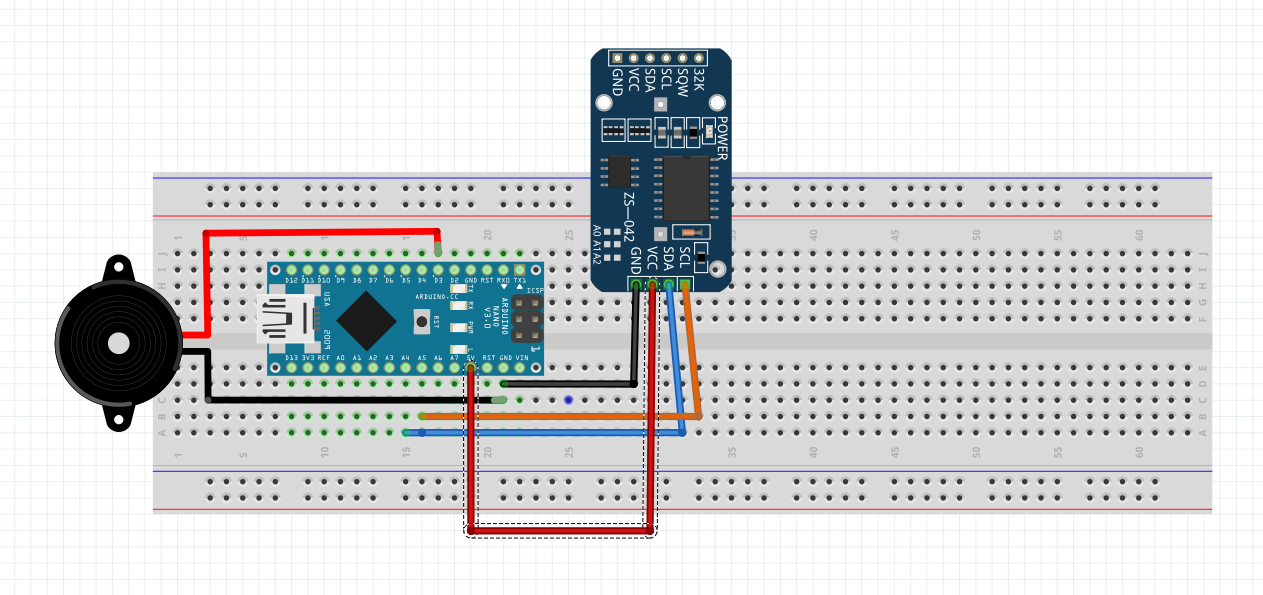 GND VCC SDA SCL SQW 32K
POWER
ZS-042
A0 A1 A2
GND VCC SDA SCL
1 5 10 15 20 25 35 40 45 50 55 60
J
I
H
G
F
D12 D11 D10 D9 D8 D7 D6 D5 D4 D3 D2 GND RST RX0 TX1
ARDUINO.CC
TX
RX
PWR
L
RST
ICSP
1
ARDUINO
NANO
V3.0
USA
2009
D13 3V3 REF A0 A1 A2 A3 A4 A5 A6 A7 5V RST GND VIN
E
D
C
B
A
1 5 10 15 20 25 35 40 45 50 55 60